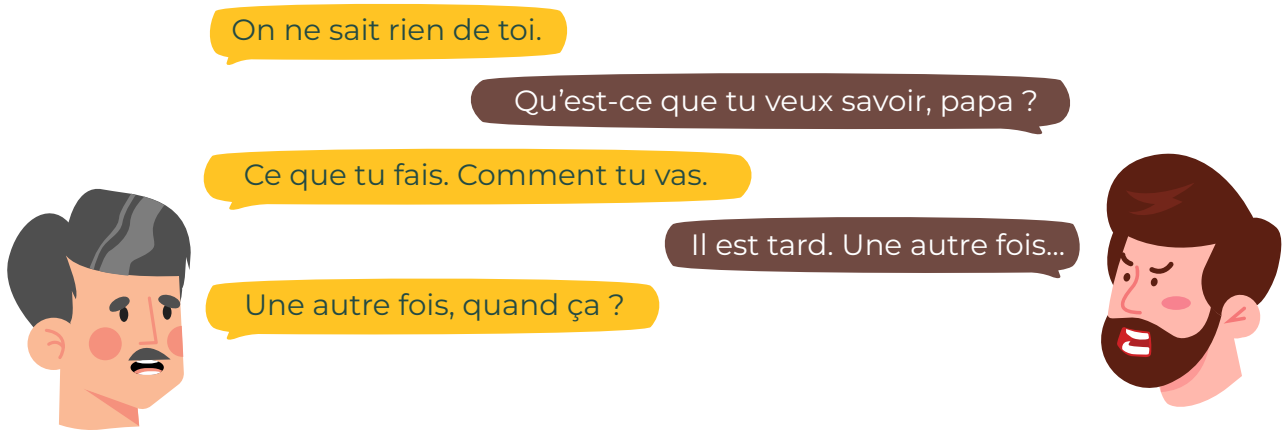 On ne sait rien de toi.
Qu’est-ce que tu veux savoir, papa ?
Ce que tu fais. Comment tu vas.
Il est tard. Une autre fois...
Une autre fois, quand ça ?